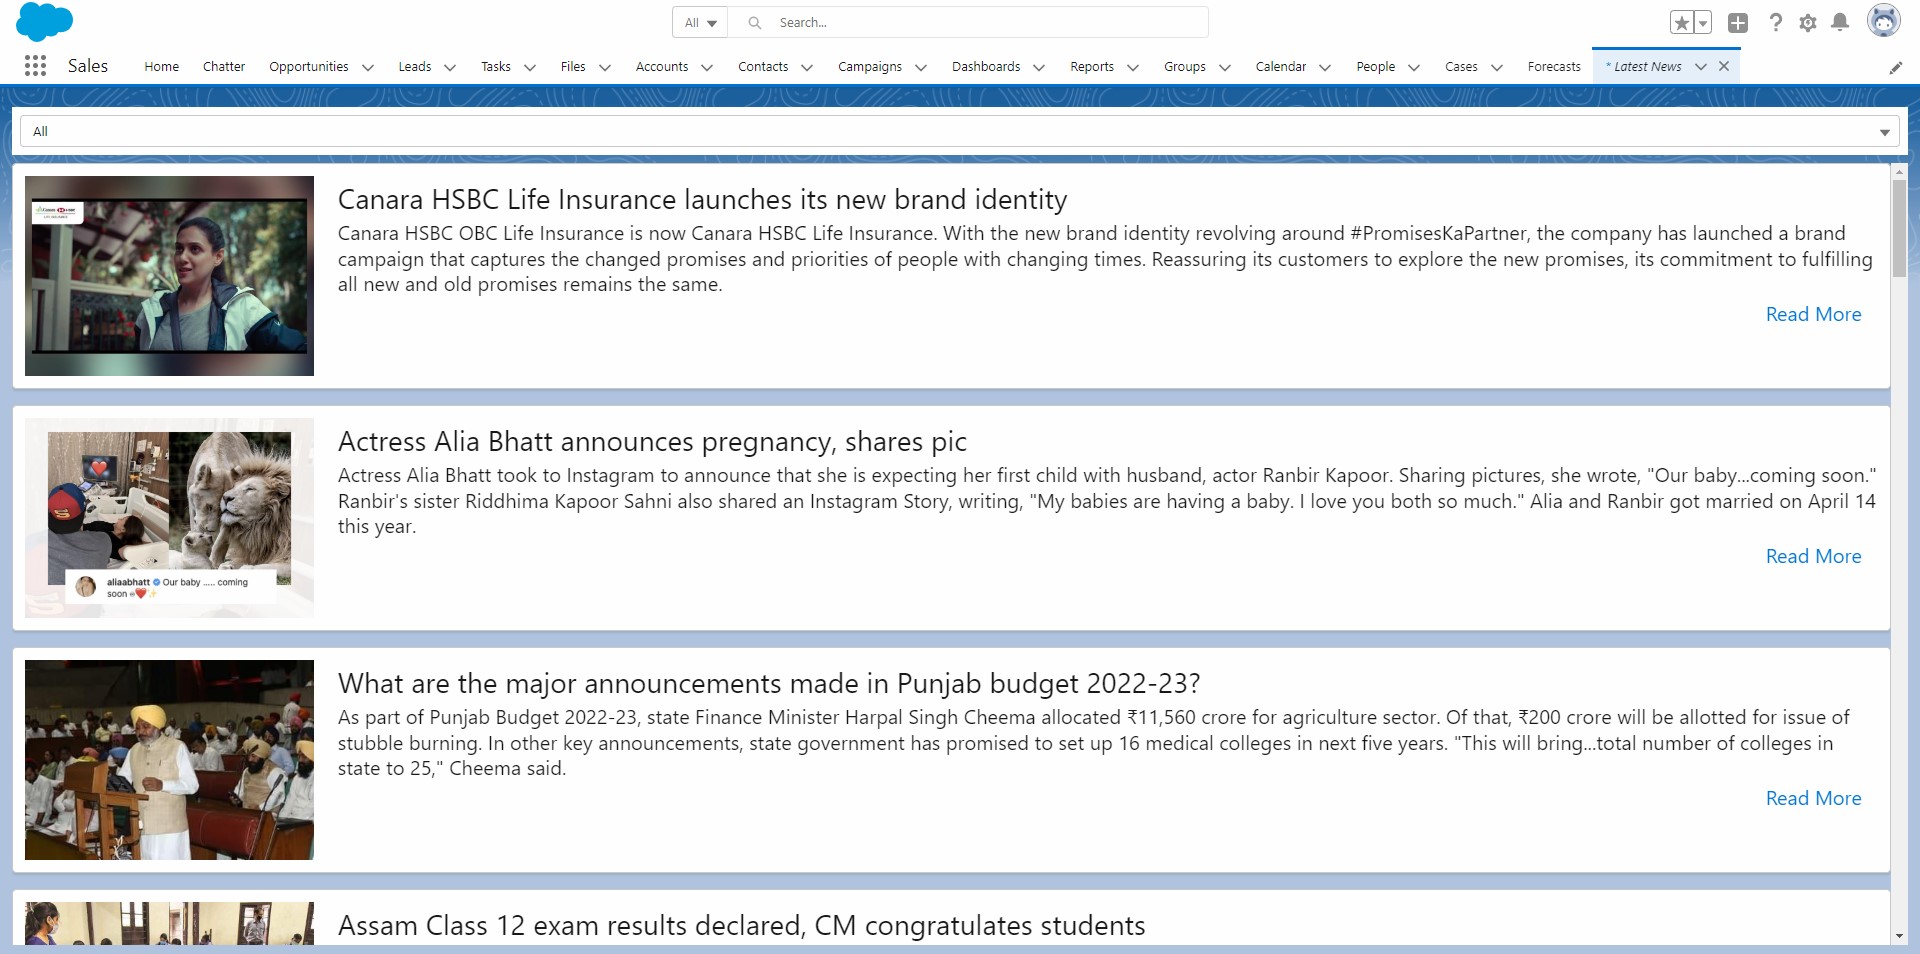 All
Search...
Sales
Home
Chatter
Opportunities
Leads
Tasks
Files
Accounts
Contacts
Campaigns
Dashboards
Reports
Groups
Calendar
People
Cases
Forecasts
* Latest News
All
Canara HSBC Life Insurance launches its new brand identity
Canara HSBC OBC Life Insurance is now Canara HSBC Life Insurance. With the new brand identity revolving around #PromisesKaPartner, the company has launched a brand
campaign that captures the changed promises and priorities of people with changing times. Reassuring its customers to explore the new promises, its commitment to fulfilling
all new and old promises remains the same.
Read More
Actress Alia Bhatt announces pregnancy, shares pic
Actress Alia Bhatt took to Instagram to announce that she is expecting her first child with husband, actor Ranbir Kapoor. Sharing pictures, she wrote, "Our baby...coming soon."
Ranbir's sister Riddhima Kapoor Sahni also shared an Instagram Story, writing, "My babies are having a baby. I love you both so much." Alia and Ranbir got married on April 14
this year.
Read More
aliaabhatt Our baby ..... coming
soon ∞❤️✨
What are the major announcements made in Punjab budget 2022-23?
As part of Punjab Budget 2022-23, state Finance Minister Harpal Singh Cheema allocated ₹11,560 crore for agriculture sector. Of that, ₹200 crore will be allotted for issue of
stubble burning. In other key announcements, state government has promised to set up 16 medical colleges in next five years. "This will bring...total number of colleges in
state to 25," Cheema said.
Read More
Assam Class 12 exam results declared, CM congratulates students